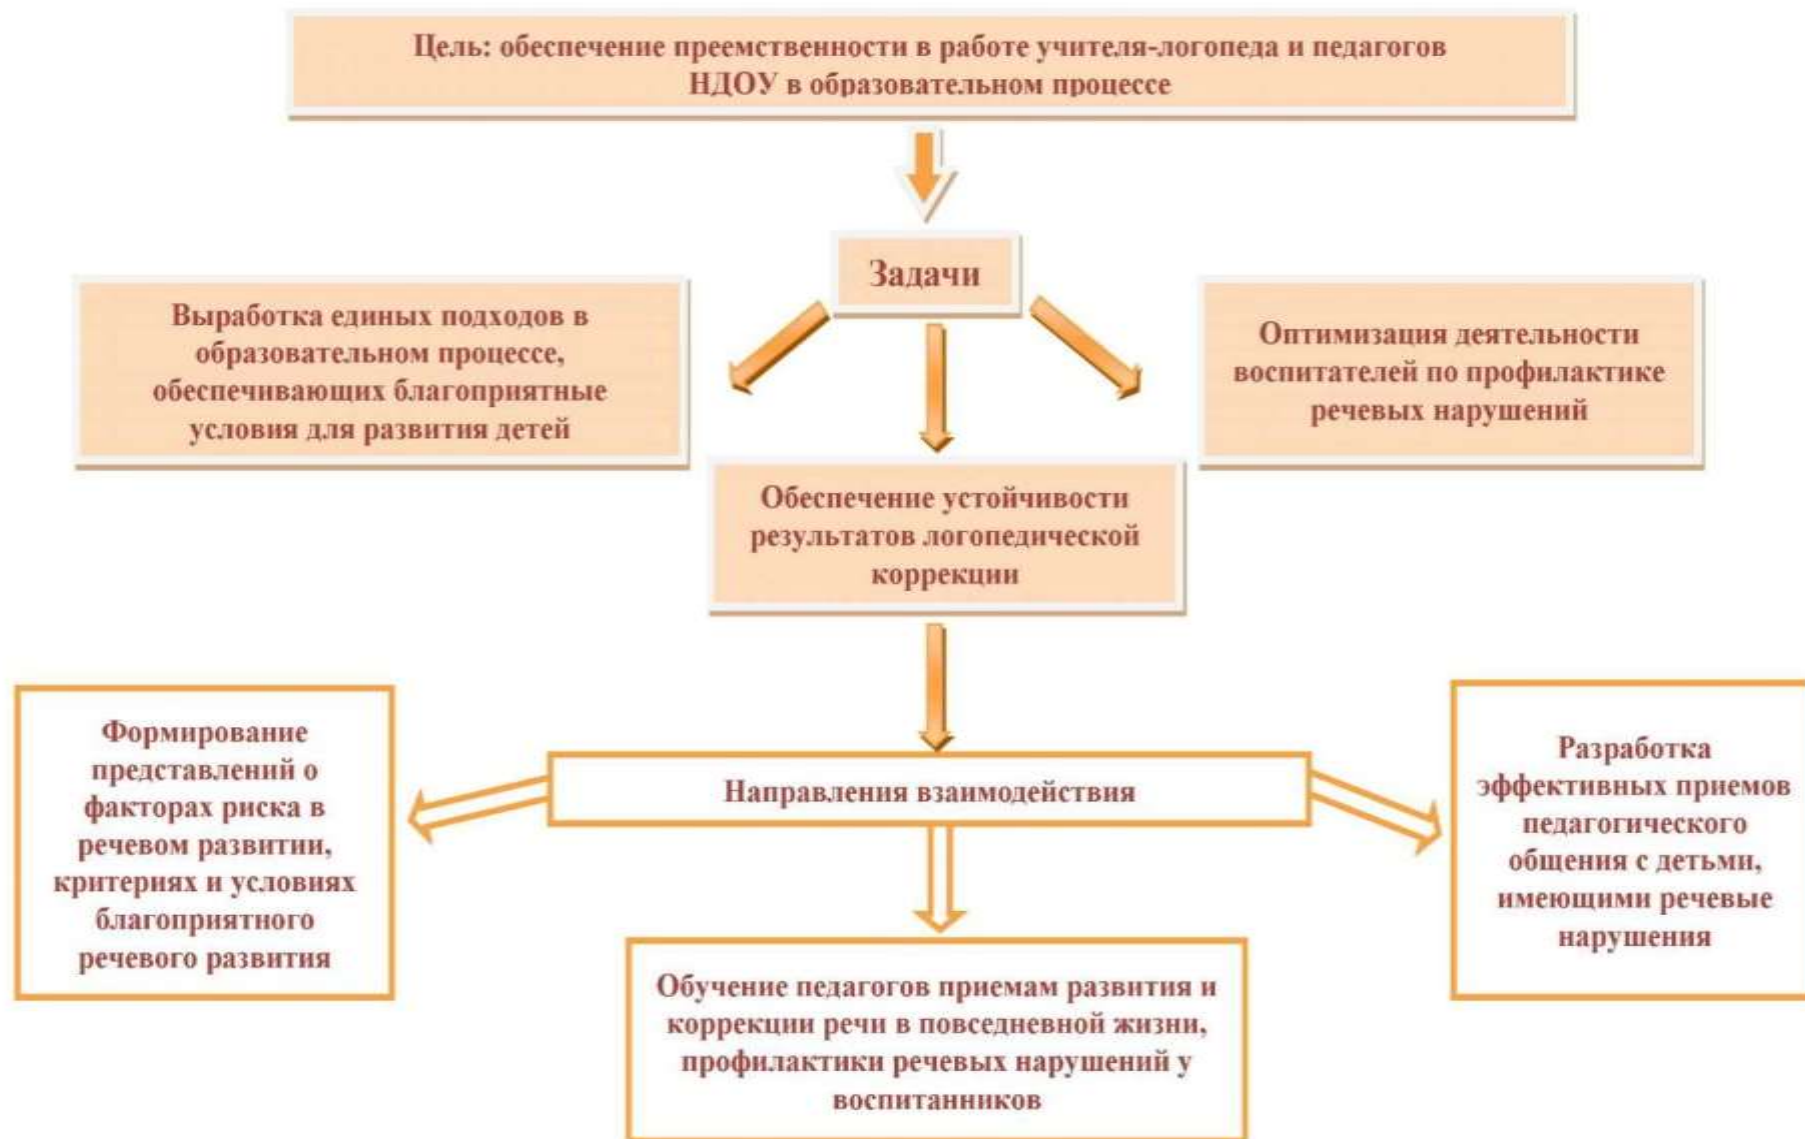 Цель: обеспечение преемственности в работе учителя-логопеда и педагогов
НДОУ в образовательном процессе
Задачи
Выработка единых подходов в
образовательном процессе,
обеспечивающих благоприятные
условия для развития детей
Оптимизация деятельности
воспитателей по профилактике
речевых нарушений
Обеспечение устойчивости
результатов логопедической
коррекции
Направления взаимодействия
Формирование
представлений о
факторах риска в
речевом развитии,
критериях и условиях
благоприятного
речевого развития
Разработка
эффективных приемов
педагогического
общения с детьми,
имеющими речевые
нарушения
Обучение педагогов приемам развития и
коррекции речи в повседневной жизни,
профилактики речевых нарушений у
воспитанников